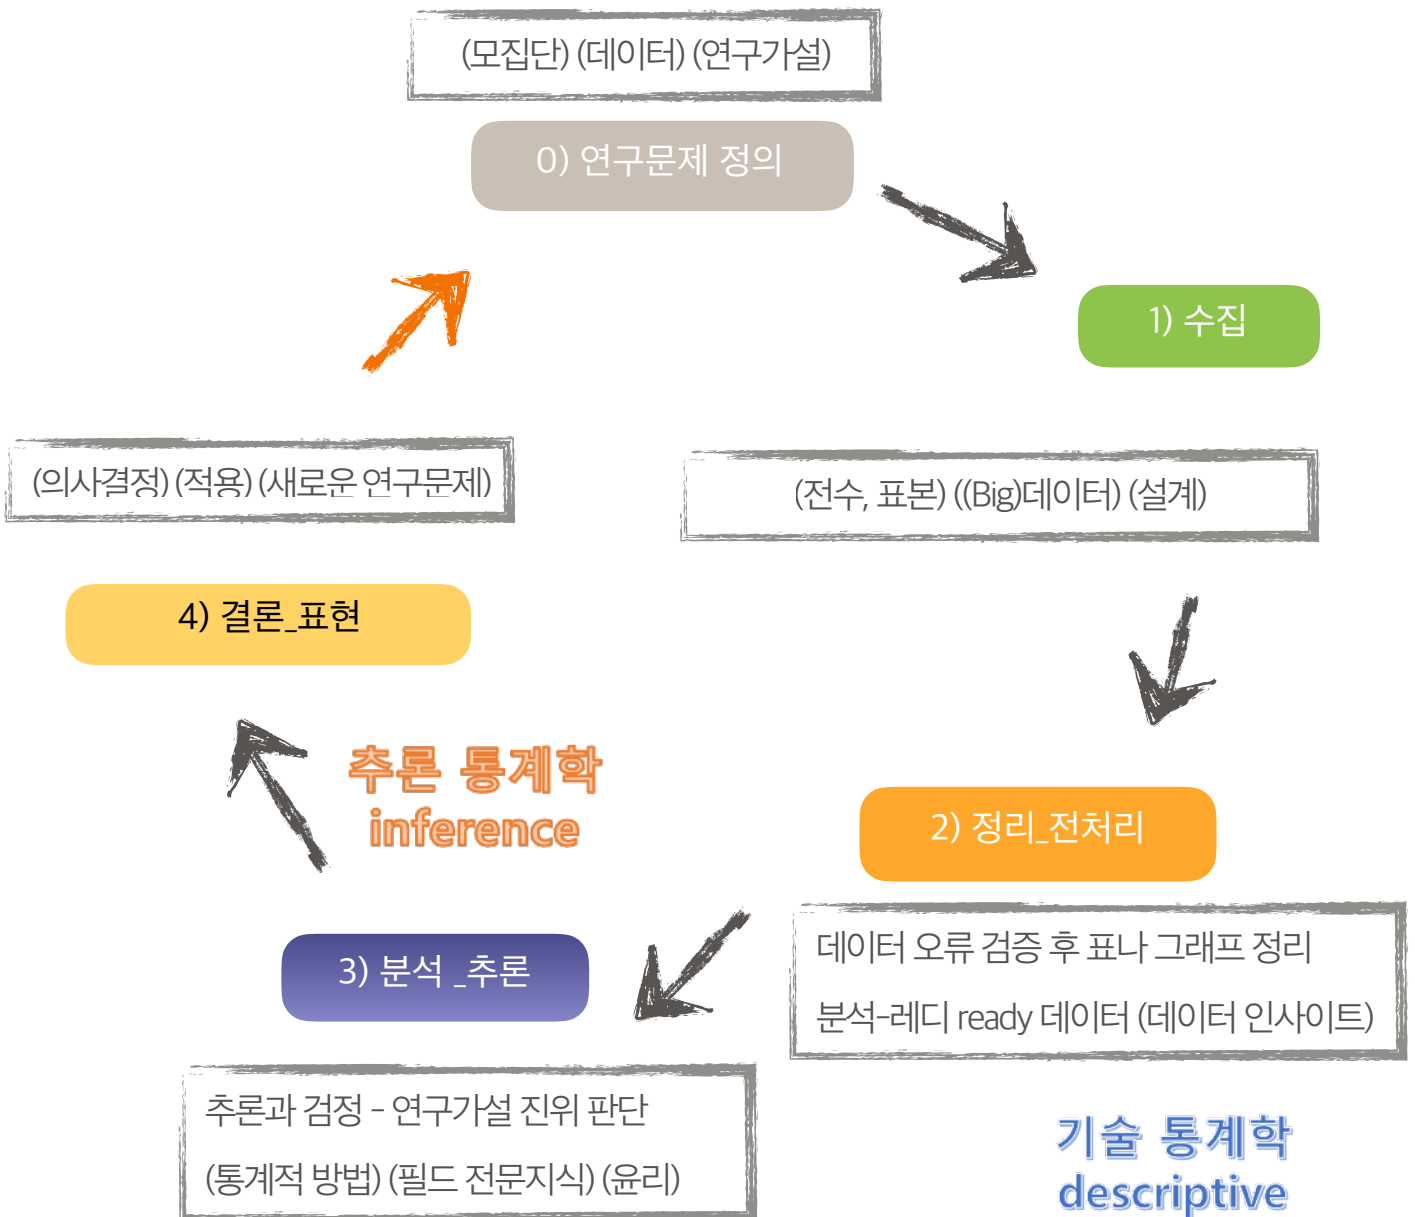 (모집단) (데이터) (연구가설)
0) 연구문제 정의
1) 수집
(전수, 표본) ((Big)데이터) (설계)
2) 정리_전처리
데이터 오류 검증 후 표나 그래프 정리
분석-레디 ready 데이터 (데이터 인사이트)
기술 통계학
descriptive
3) 분석 _추론
추론과 검정 - 연구가설 진위 판단
(통계적 방법) (필드 전문지식) (윤리)
추론 통계학
inference
4) 결론_표현
(의사결정) (적용) (새로운 연구문제)